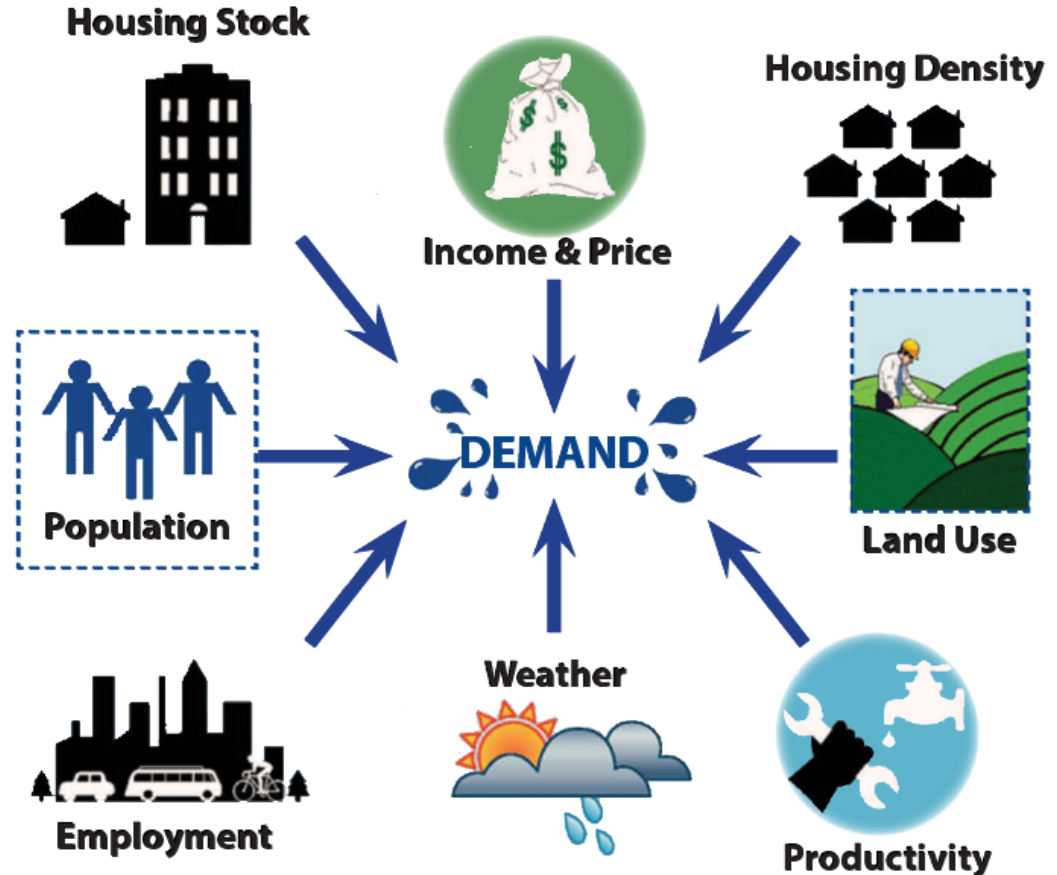 Housing Stock
Income & Price
Housing Density
Population
DEMAND
Land Use
Employment
Weather
Productivity
$
$
$